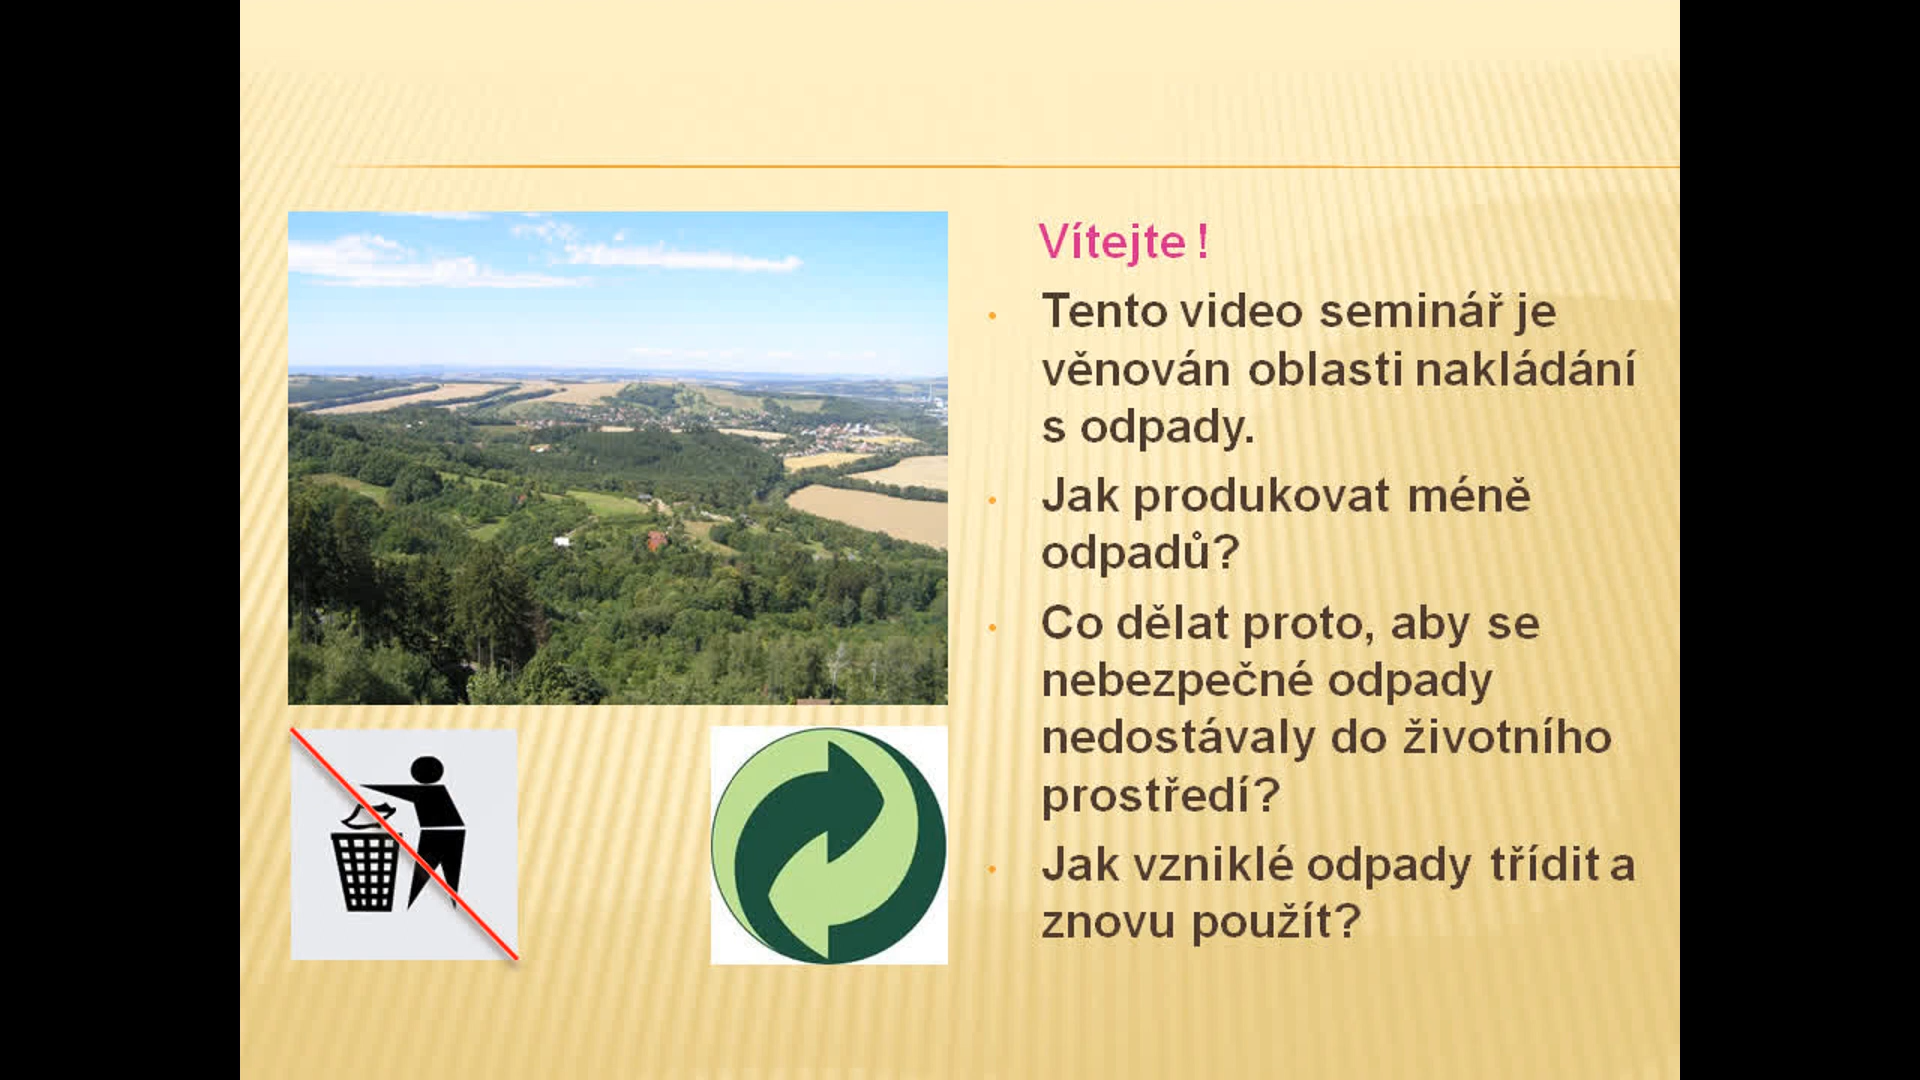 Vítejte !
Tento video seminář je
věnován oblasti nakládání
s odpady.
Jak produkovat méně
odpadů?
Co dělat proto, aby se
nebezpečné odpady
nedostávaly do životního
prostředí?
Jak vzniklé odpady třídit a
znovu použít?